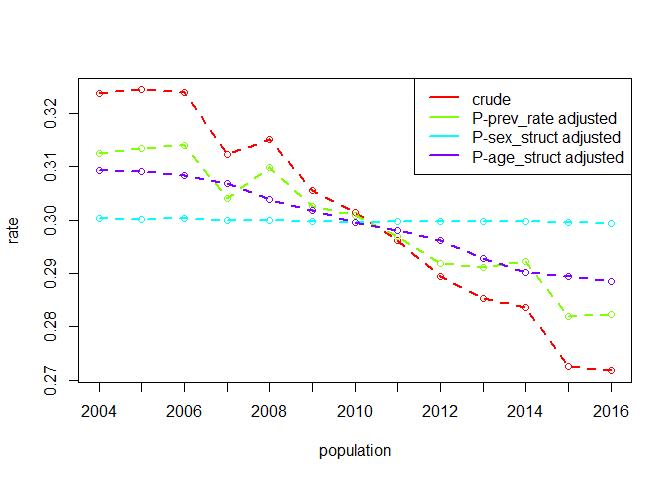 crude
P-prev_rate adjusted
P-sex_struct adjusted
P-age_struct adjusted
rate
0.32
0.31
0.30
0.29
0.28
0.27
2004 2006 2008 2010 2012 2014 2016
population